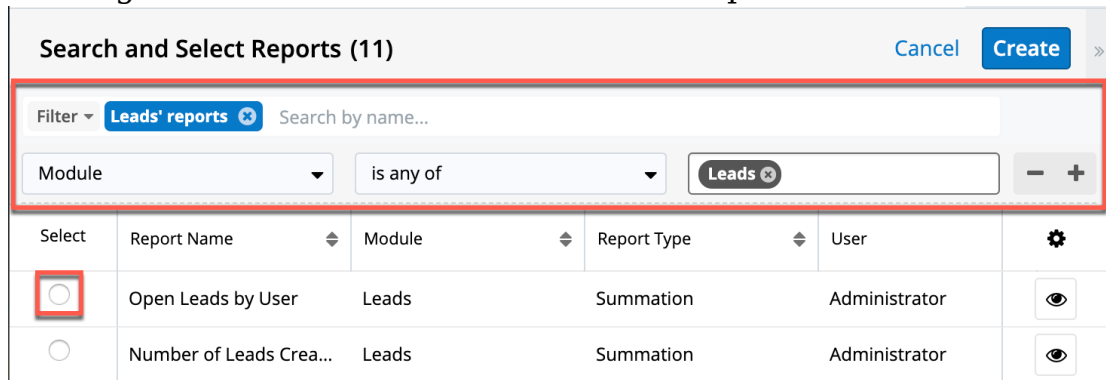 Search and Select Reports (11) Cancel Create »
Filter Leads' reports Search by name...
Module is any of Leads
Select Report Name Module Report Type User
Open Leads by User Leads Summation Administrator
Number of Leads Crea... Leads Summation Administrator